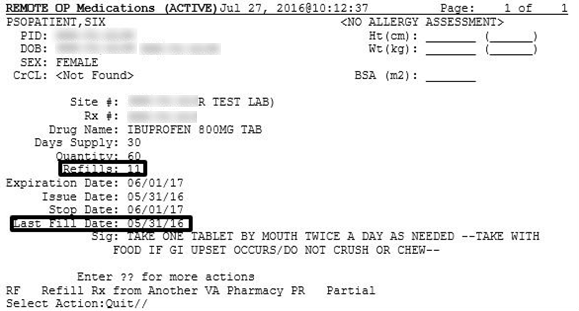 REMOTE OP Medications (ACTIVE) Jul 27, 2016@10:12:37 Page: 1 of 1
PSOPATIENT,SIX <NO ALLERGY ASSESSMENT>
PID: Ht(cm): _______ (______)
DOB: Wt(kg): _______ (______)
SEX: FEMALE
CrCL: <Not Found> BSA (m2): _______
Site #: R TEST LAB)
Rx #:
Drug Name: IBUPROFEN 800MG TAB
Days Supply: 30
Quantity: 60
Refills: 11
Expiration Date: 06/01/17
Issue Date: 05/31/16
Stop Date: 06/01/17
Last Fill Date: 05/31/16
Sig: TAKE ONE TABLET BY MOUTH TWICE A DAY AS NEEDED --TAKE WITH
FOOD IF GI UPSET OCCURS/DO NOT CRUSH OR CHEW--
Enter ?? for more actions
RF Refill Rx from Another VA Pharmacy PR Partial
Select Action:Quit//